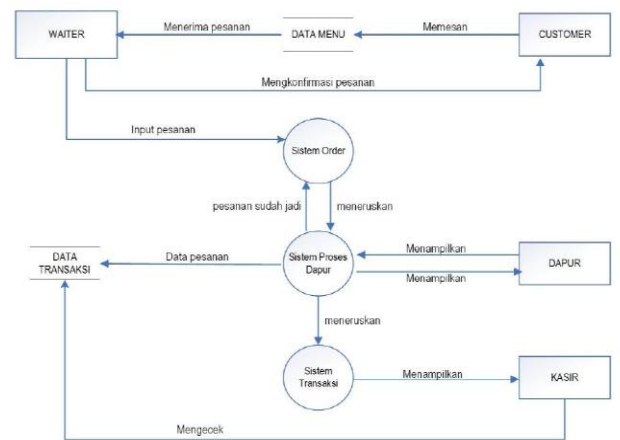 WAITER
Menerima pesanan
DATA MENU
Memesan
CUSTOMER
Mengkonfirmasi pesanan
Input pesanan
Sistem Order
pesanan sudah jadi
meneruskan
DATA
TRANSAKSI
Data pesanan
Sistem Proses
Dapur
Menampilkan
Menampilkan
DAPUR
meneruskan
Sistem
Transaksi
Menampilkan
KASIR
Mengecek